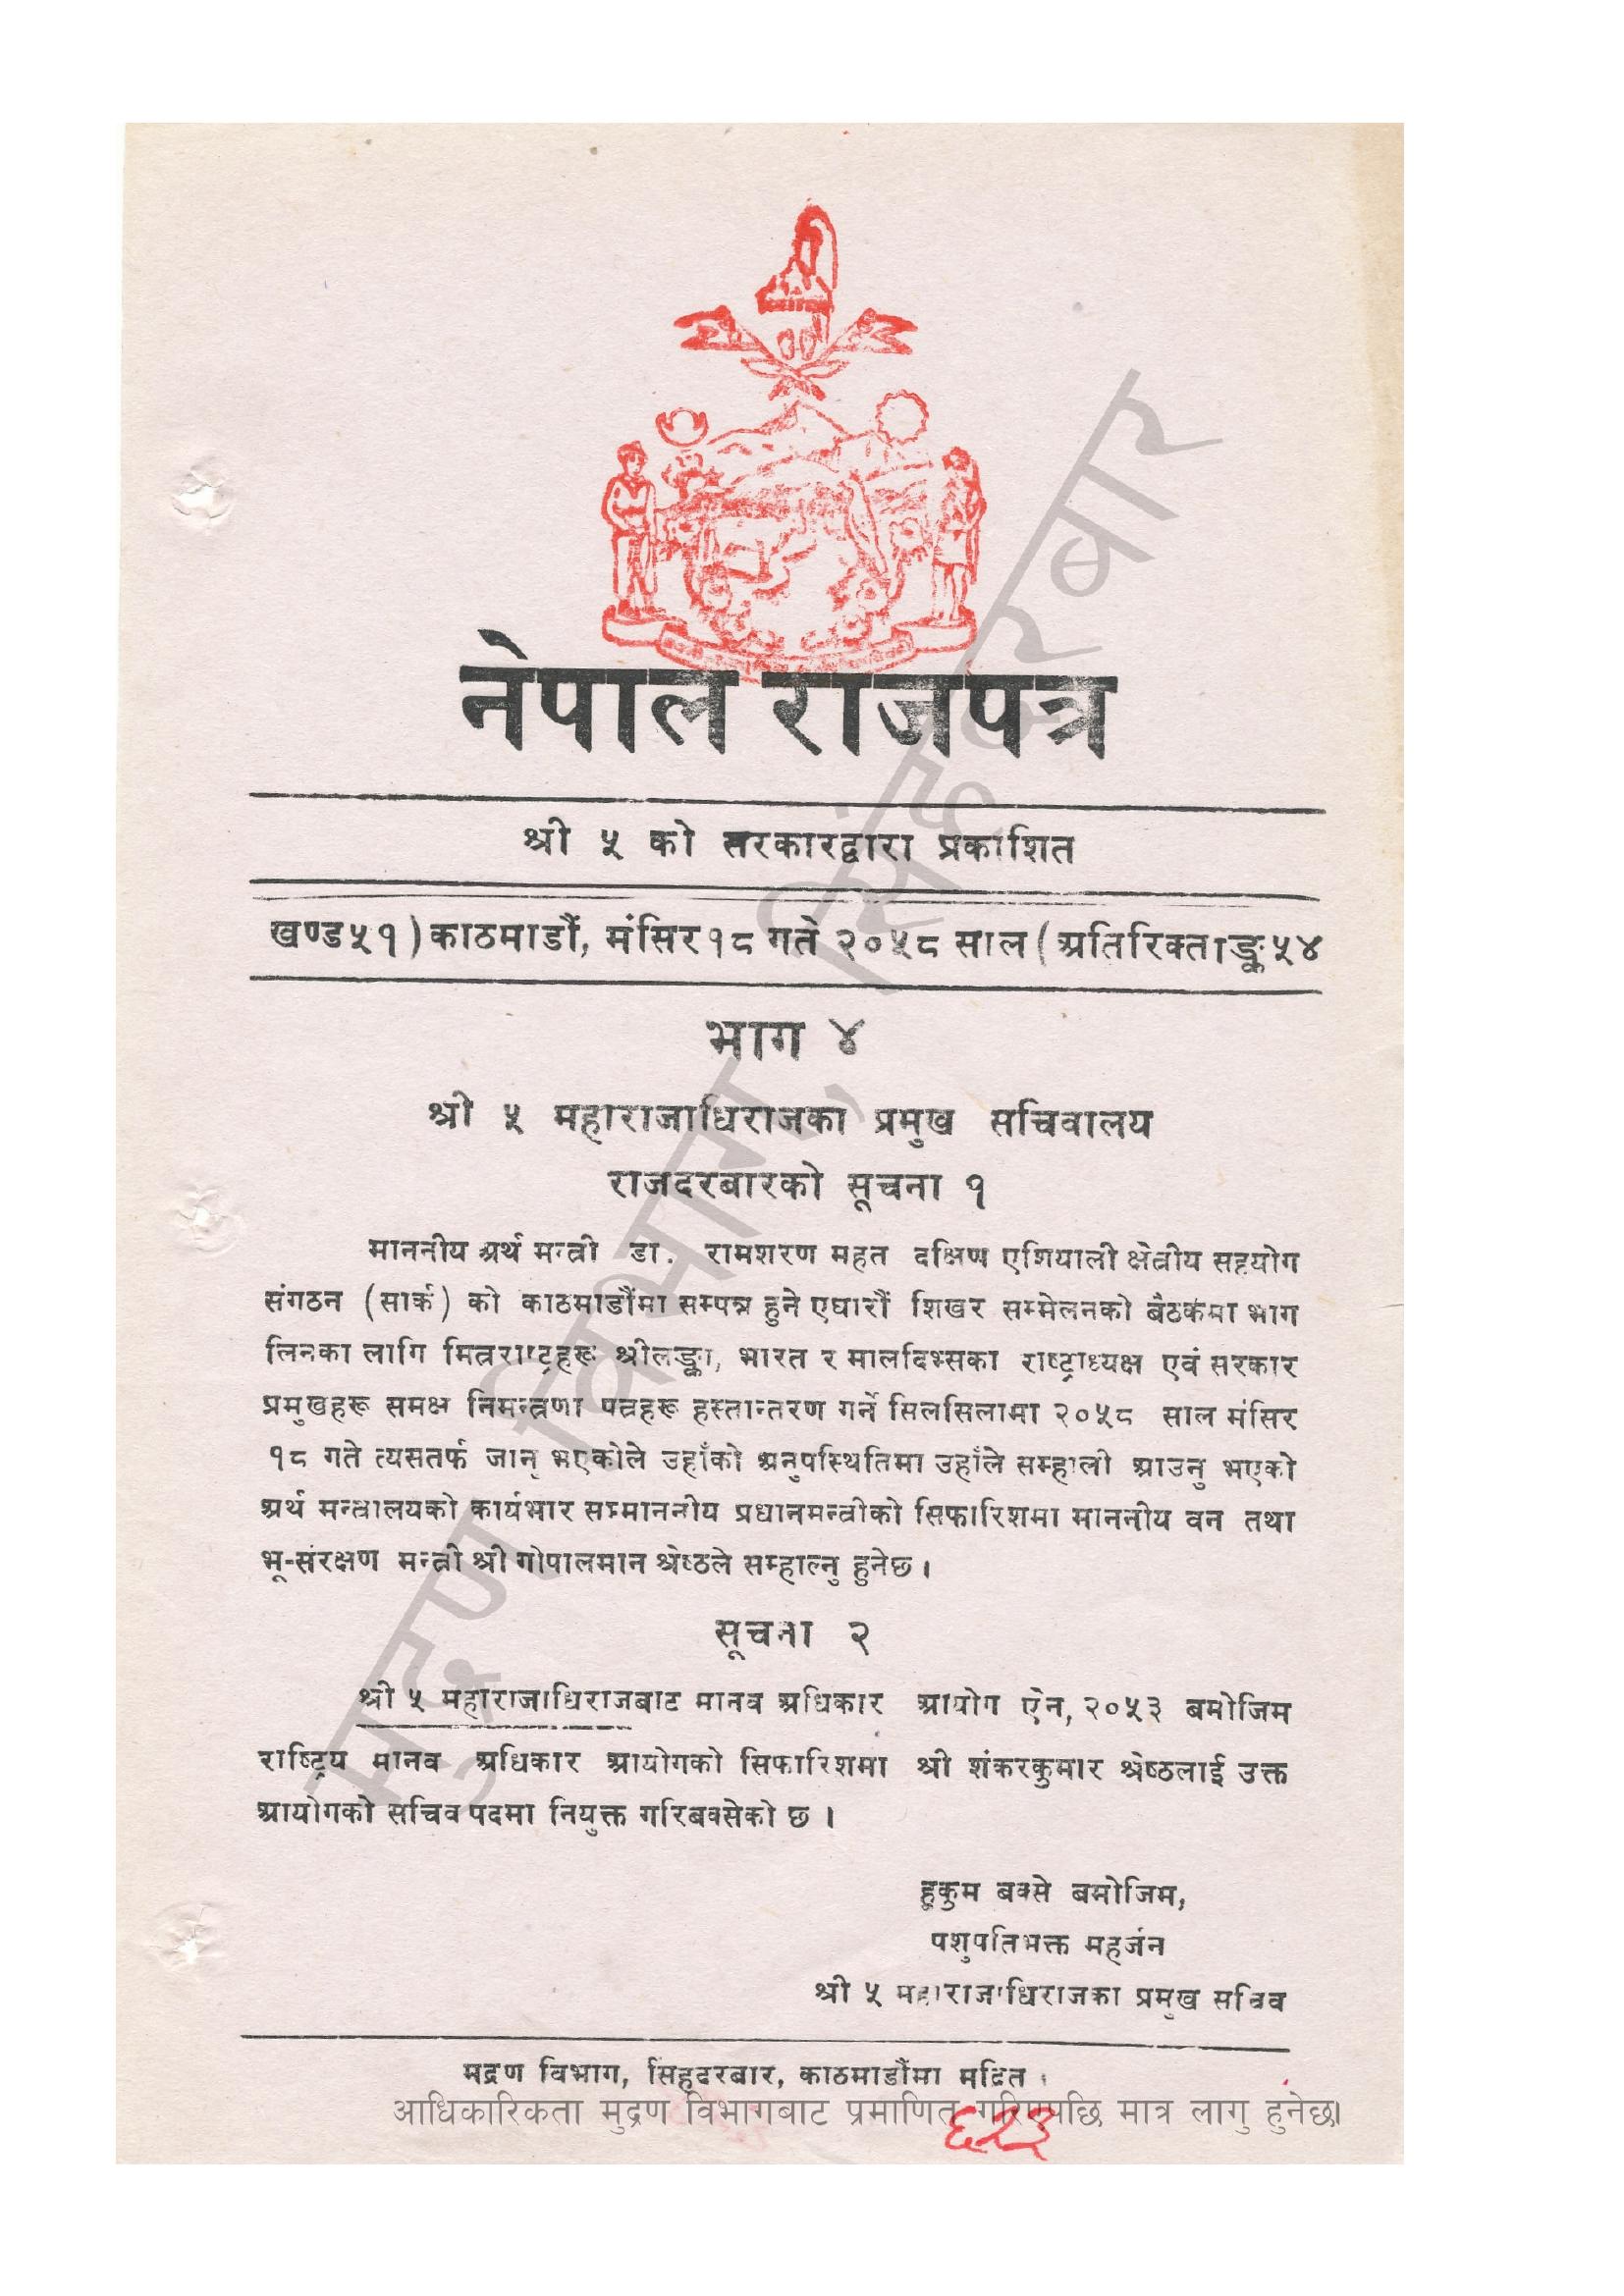 नेपाल राजपत्र
श्री ५ को सरकारद्वारा प्रकाशित
खण्ड ५१) काठमाडौं, मंसिर १८ गते २०५८ साल (अतिरिक्ताङ्क ५४
भाग ४
श्री ५ महाराजाधिराजका प्रमुख सचिवालय
राजदरबारको सूचना १
माननीय अर्थ मन्त्री डा. रामशरण महत दक्षिण एशियाली क्षेत्रीय सहयोग
संगठन (सार्क) को काठमाडौंमा सम्पन्न हुने एघारौं शिखर सम्मेलनको बैठकमा भाग
लिनका लागि मित्रराष्ट्रहरू श्रीलङ्का, भारत र मालदिभ्सका राष्ट्राध्यक्ष एवं सरकार
प्रमुखहरू समक्ष निमन्त्रणा पत्रहरू हस्तान्तरण गर्ने सिलसिलामा २०५८ साल मंसिर
१८ गते त्यसतर्फ जानु भएकोले उहाँको अनुपस्थितिमा उहाँले सम्हाली आउनु भएको
अर्थ मन्त्रालयको कार्यभार सम्माननीय प्रधानमन्त्रीको सिफारिशमा माननीय वन तथा
भू-संरक्षण मन्त्री श्री गोपालमान श्रेष्ठले सम्हाल्नु हुनेछ ।
सूचना २
श्री ५ महाराजाधिराजबाट मानव अधिकार आयोग ऐन, २०५३ बमोजिम
राष्ट्रिय मानव अधिकार आयोगको सिफारिशमा श्री शंकरकुमार श्रेष्ठलाई उक्त
आयोगको सचिव पदमा नियुक्त गरिबक्सेको छ ।
हुकुम बक्से बमोजिम,
पशुपतिभक्त महर्जन
श्री ५ महाराजाधिराजका प्रमुख सचिव
मुद्रण विभाग, सिंहदरबार, काठमाडौंमा मुद्रित ।
आधिकारिकता मुद्रण विभागबाट प्रमाणित गरिएपछि मात्र लागु हुनेछ।
६२३
मुद्रण विभाग, सिंहदरबार